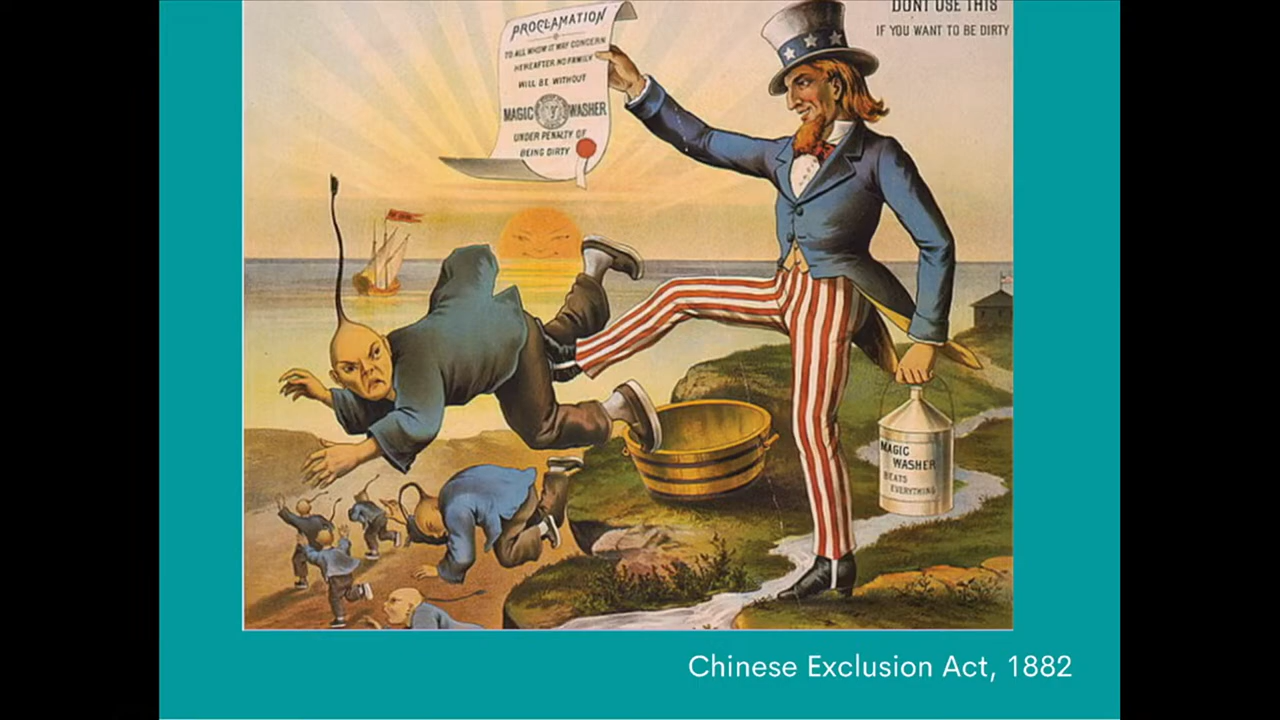 PROCLAMATION
TO ALL WHOM IT MAY CONCERN
HEREAFTER NO FAMILY
WILL BE WITHOUT
MAGIC WASHER
UNDER PENALTY OF
BEING DIRTY
DONT USE THIS
IF YOU WANT TO BE DIRTY
MAGIC
WASHER
BEATS
EVERYTHING
Chinese Exclusion Act, 1882